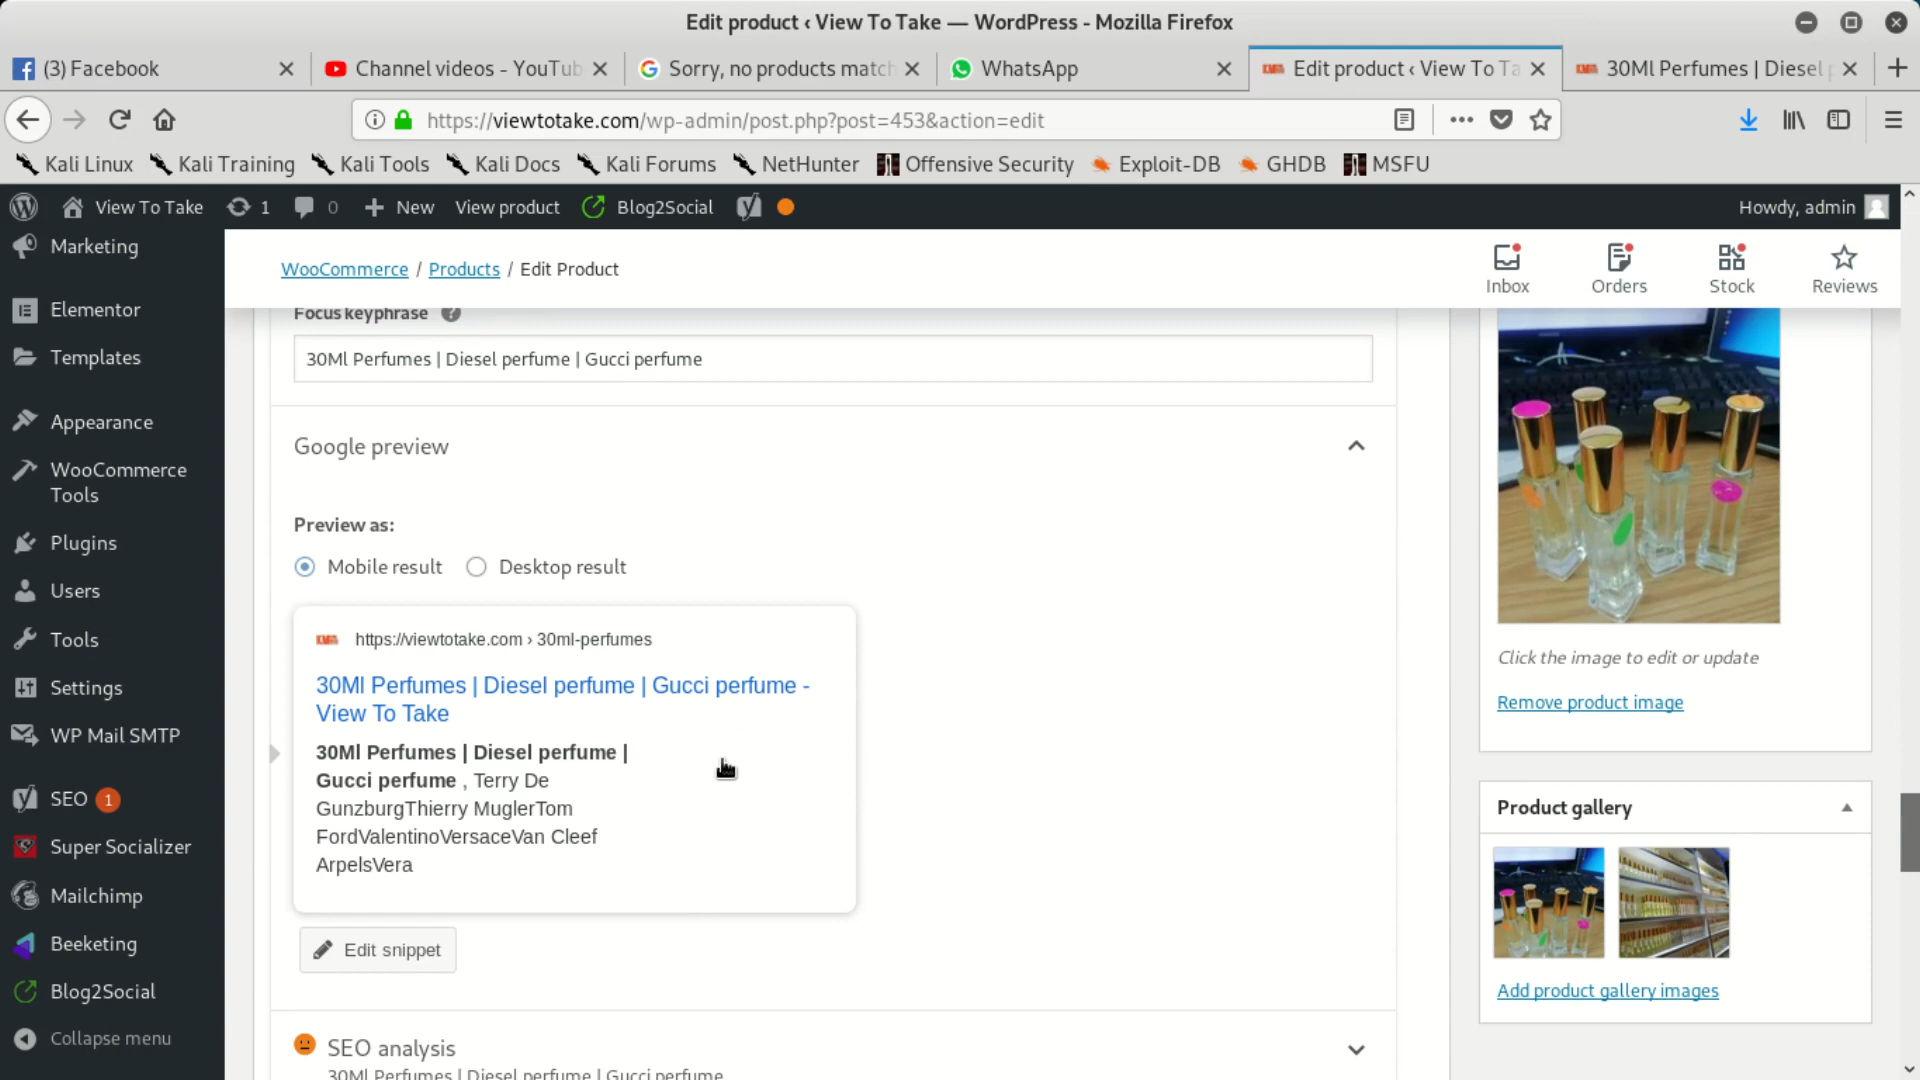 Edit product ‹ View To Take — WordPress - Mozilla Firefox
(3) Facebook
Channel videos - YouTub
Sorry, no products match
WhatsApp
Edit product ‹ View To Ta
30Ml Perfumes | Diesel p
https://viewtotake.com/wp-admin/post.php?post=453&action=edit
Kali Linux
Kali Training
Kali Tools
Kali Docs
Kali Forums
NetHunter
Offensive Security
Exploit-DB
GHDB
MSFU
View To Take
1
0
New
View product
Blog2Social
Howdy, admin
Marketing
Elementor
Templates
Appearance
WooCommerce
Tools
Plugins
Users
Tools
Settings
WP Mail SMTP
SEO 1
Super Socializer
Mailchimp
Beeketing
Blog2Social
Collapse menu
WooCommerce / Products / Edit Product
Inbox
Orders
Stock
Reviews
Focus keyphrase
30Ml Perfumes | Diesel perfume | Gucci perfume
Google preview
Preview as:
Mobile result
Desktop result
https://viewtotake.com › 30ml-perfumes
30Ml Perfumes | Diesel perfume | Gucci perfume -
View To Take
30Ml Perfumes | Diesel perfume |
Gucci perfume , Terry De
GunzburgThierry MuglerTom
FordValentinoVersaceVan Cleef
ArpelsVera
Edit snippet
SEO analysis
30Ml Perfumes | Diesel perfume | Gucci perfume
Click the image to edit or update
Remove product image
Product gallery
Add product gallery images